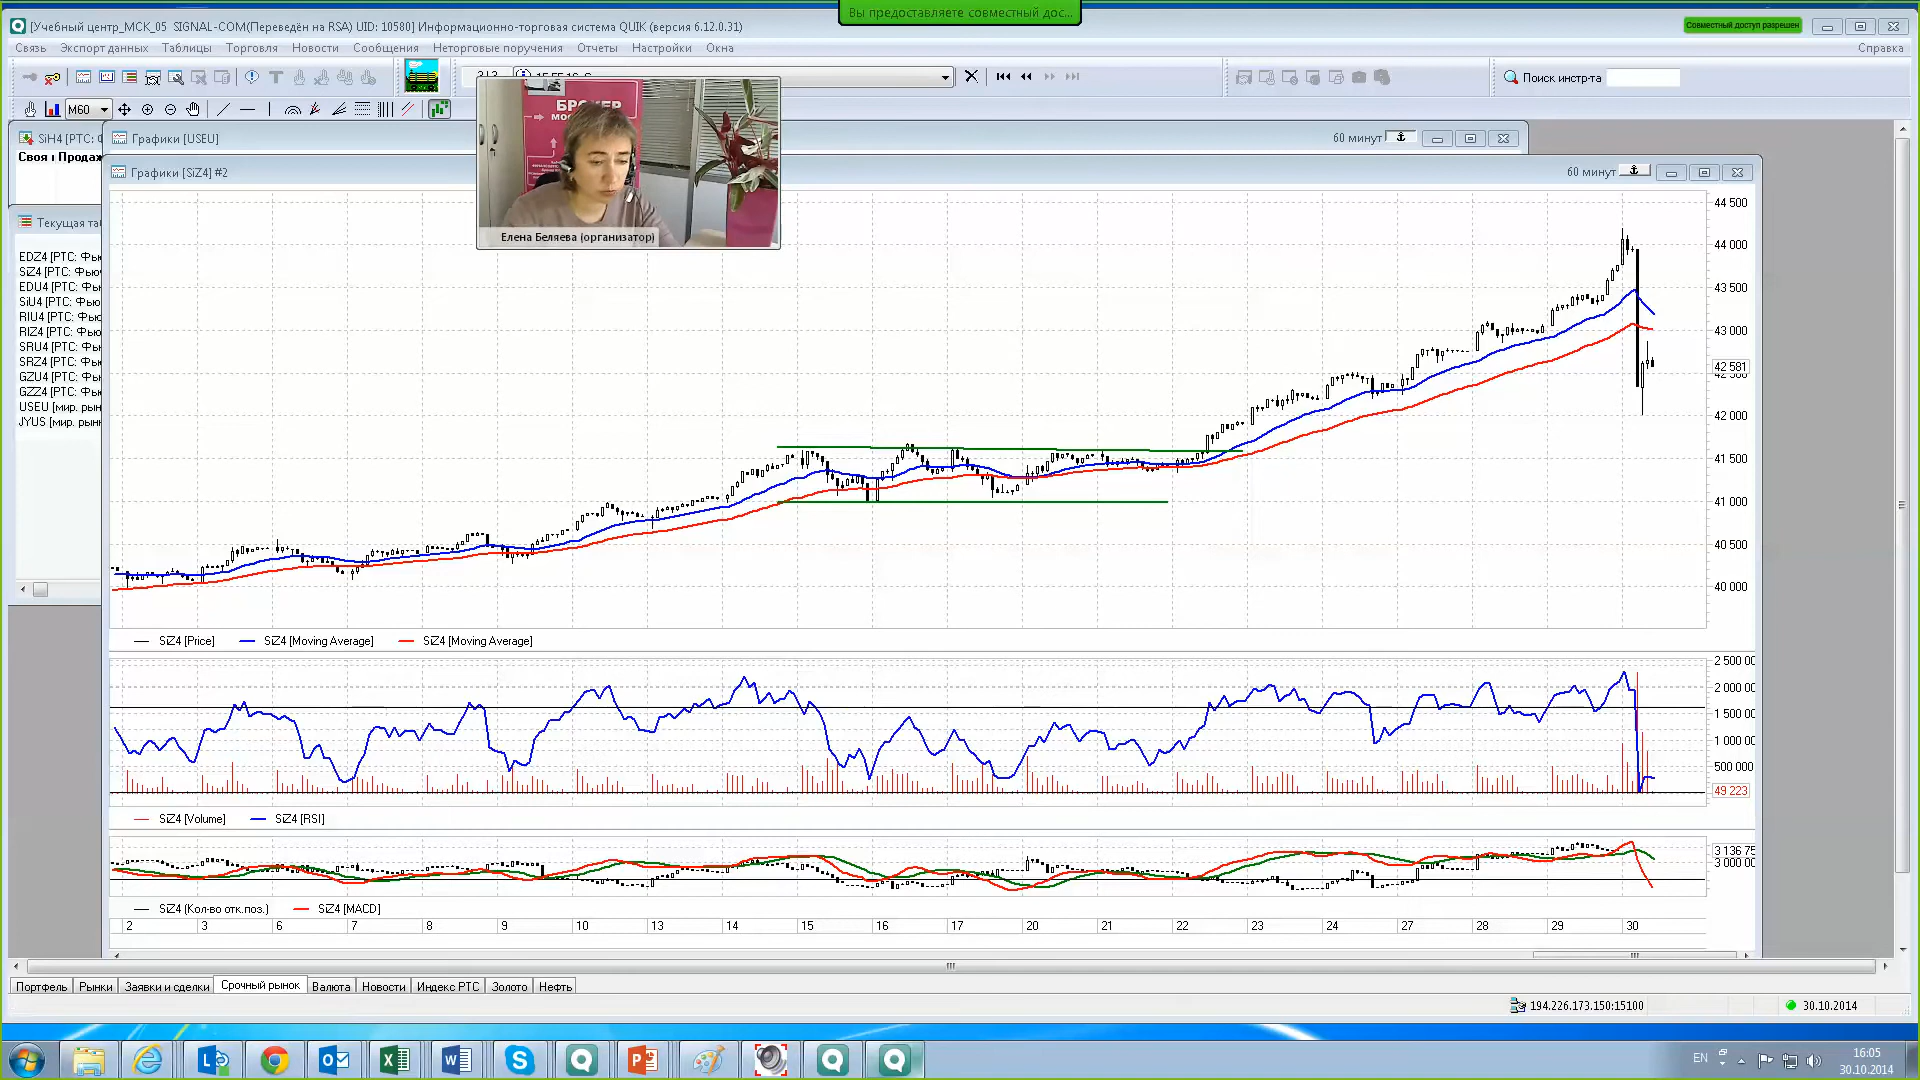 Вы предоставляете совместный дос...
[Учебный центр_МСК_05 SIGNAL-COM(Переведён на RSA) UID: 10580] Информационно-торговая система QUIK (версия 6.12.0.31)
Совместный доступ разрешен
Связь Экспорт данных Таблицы Торговля Новости Сообщения Неторговые поручения Отчеты Настройки Окна Справка
Поиск инстр-та
M60
SiH4 [РТС: Ф
Графики [USEU] 60 минут
Своя г Продаж
Графики [SiZ4] #2 60 минут
БРОКЕР
Елена Беляева (организатор)
Текущая та
EDZ4 [РТС: Фью
SiZ4 [РТС: Фьюч
EDU4 [РТС: Фью
SiU4 [РТС: Фью
RIU4 [РТС: Фью
RIZ4 [РТС: Фью
SRU4 [РТС: Фью
SRZ4 [РТС: Фью
GZU4 [РТС: Фью
GZZ4 [РТС: Фью
USEU [мир. рын
JYUS [мир. рынк
44 500
44 000
43 500
43 000
42 581
42 500
42 000
41 500
41 000
40 500
40 000
SiZ4 [Price] SiZ4 [Moving Average] SiZ4 [Moving Average]
2 500 00
2 000 00
1 500 00
1 000 00
500 000
49 223
SiZ4 [Volume] SiZ4 [RSI]
3 136 75
3 000 00
SiZ4 (Кол-во отк.поз.) SiZ4 [MACD]
2 3 6 7 8 9 10 13 14 15 16 17 20 21 22 23 24 27 28 29 30
Портфель Рынки Заявки и сделки Срочный рынок Валюта Новости Индекс РТС Золото Нефть
194.226.173.150:15100 30.10.2014
EN 16:05
30.10.2014